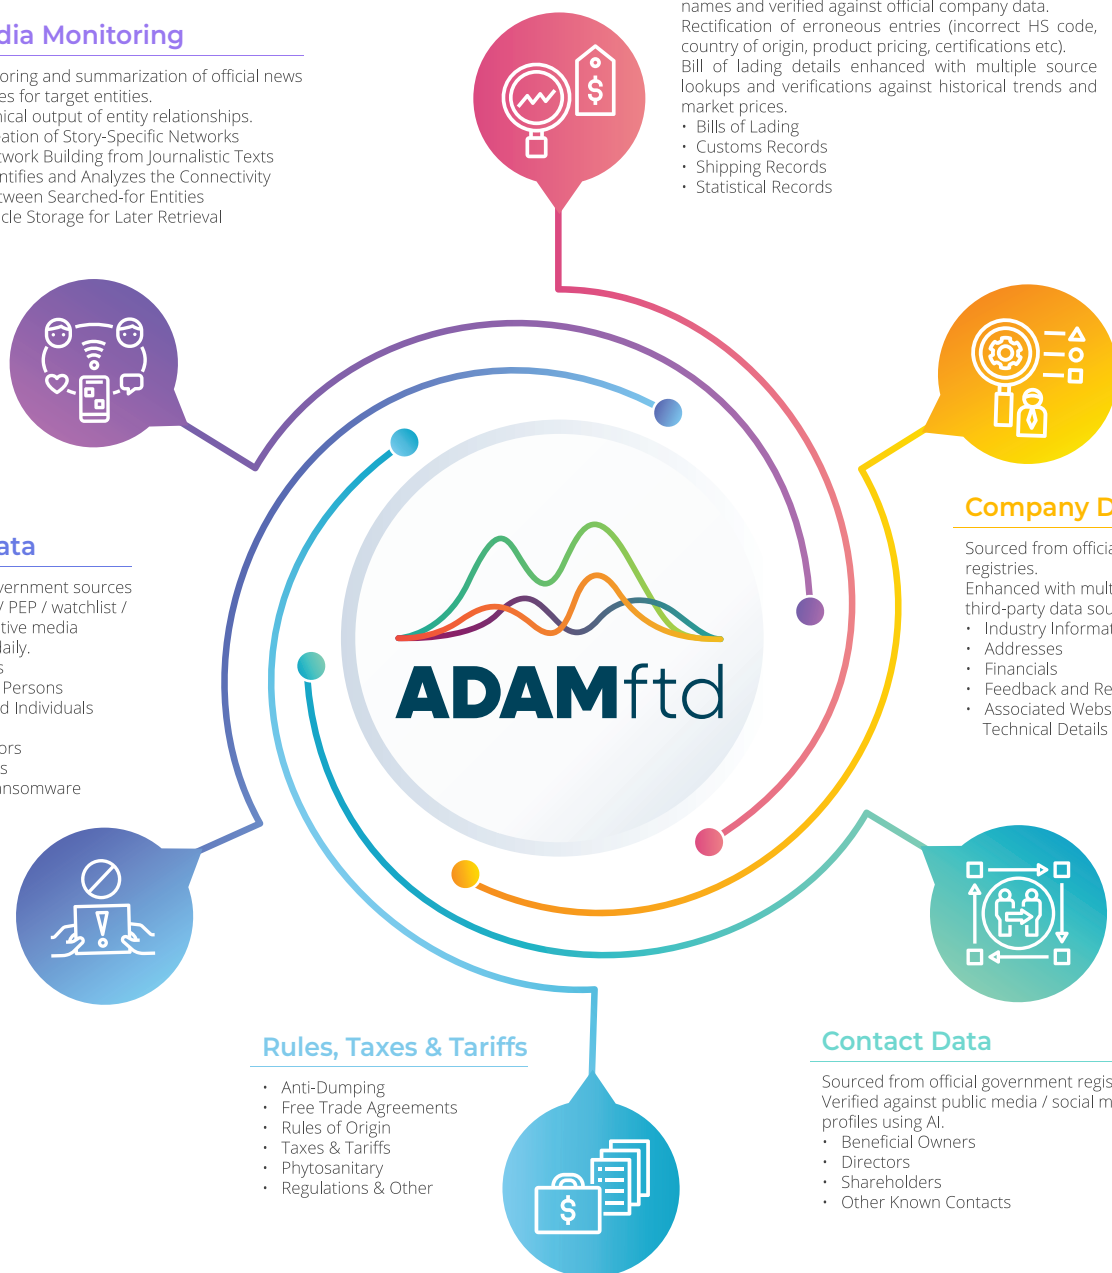 dia Monitoring
oring and summarization of official news
es for target entities.
nical output of entity relationships.
ation of Story-Specific Networks
twork Building from Journalistic Texts
ntifies and Analyzes the Connectivity
tween Searched-for Entities
cle Storage for Later Retrieval
names and verified against official company data.
Rectification of erroneous entries (incorrect HS code,
country of origin, product pricing, certifications etc).
Bill of lading details enhanced with multiple source
lookups and verifications against historical trends and
market prices.
• Bills of Lading
• Customs Records
• Shipping Records
• Statistical Records
ata
vernment sources
/ PEP / watchlist /
tive media
daily.
s
Persons
d Individuals
ors
s
ansomware
ADAMftd
Company D
Sourced from officia
registries.
Enhanced with mult
third-party data sou
• Industry Informat
• Addresses
• Financials
• Feedback and Re
• Associated Webs
Technical Details
Rules, Taxes & Tariffs
• Anti-Dumping
• Free Trade Agreements
• Rules of Origin
• Taxes & Tariffs
• Phytosanitary
• Regulations & Other
Contact Data
Sourced from official government regis
Verified against public media / social m
profiles using AI.
• Beneficial Owners
• Directors
• Shareholders
• Other Known Contacts